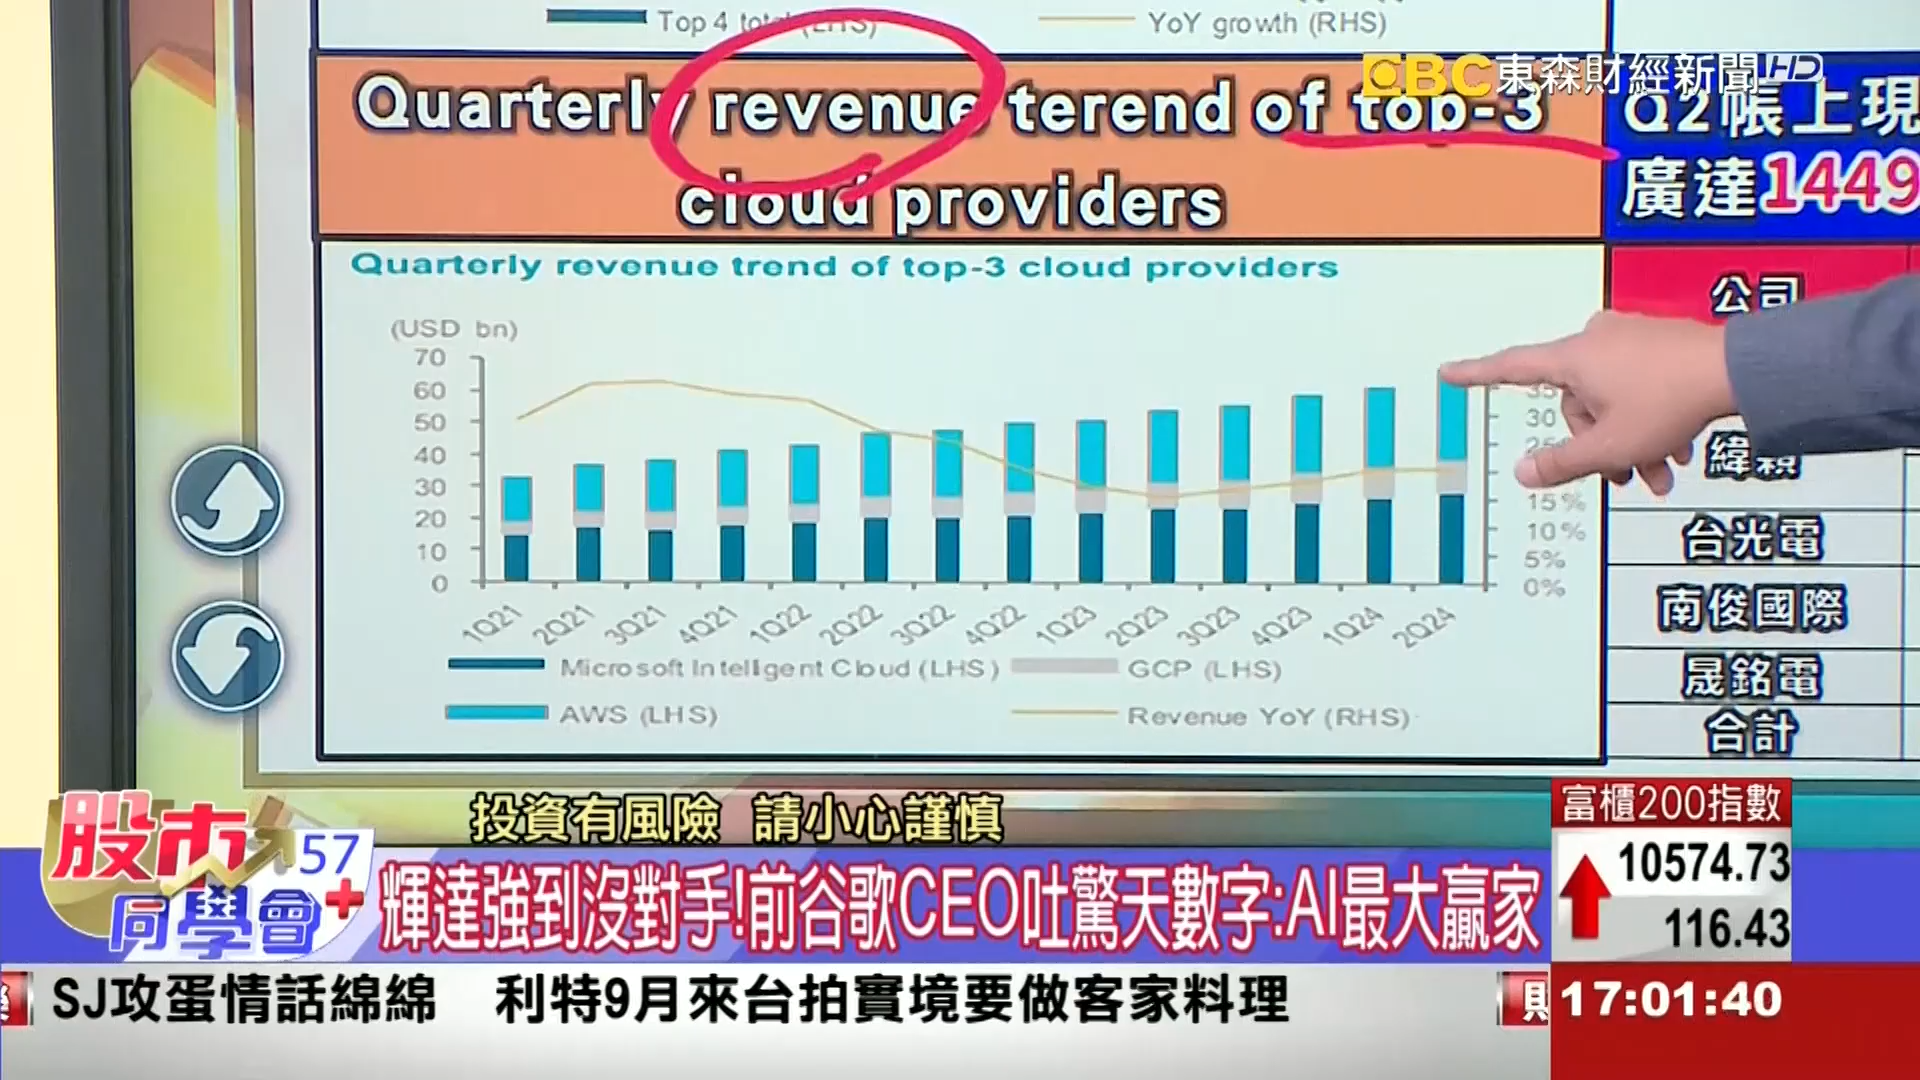 Top 4 total (LHS)
YoY growth (RHS)
EBC 東森財經新聞 HD
Quarterly revenue terend of top-3
cloud providers
Q2帳上現
廣達1449
公司
緯穎
台光電
南俊國際
晟銘電
合計
Quarterly revenue trend of top-3 cloud providers
(USD bn)
70
60
50
40
30
20
10
0
35
30
15%
10%
5%
0%
1Q21 2Q21 3Q21 4Q21 1Q22 2Q22 3Q22 4Q22 1Q23 2Q23 3Q23 4Q23 1Q24 2Q24
Microsoft Intelligent Cloud (LHS)
GCP (LHS)
AWS (LHS)
Revenue YoY (RHS)
投資有風險 請小心謹慎
股市
同學會
57
輝達強到沒對手!前谷歌CEO吐驚天數字:AI最大贏家
富櫃200指數
10574.73
116.43
SJ攻蛋情話綿綿 利特9月來台拍實境要做客家料理
17:01:40